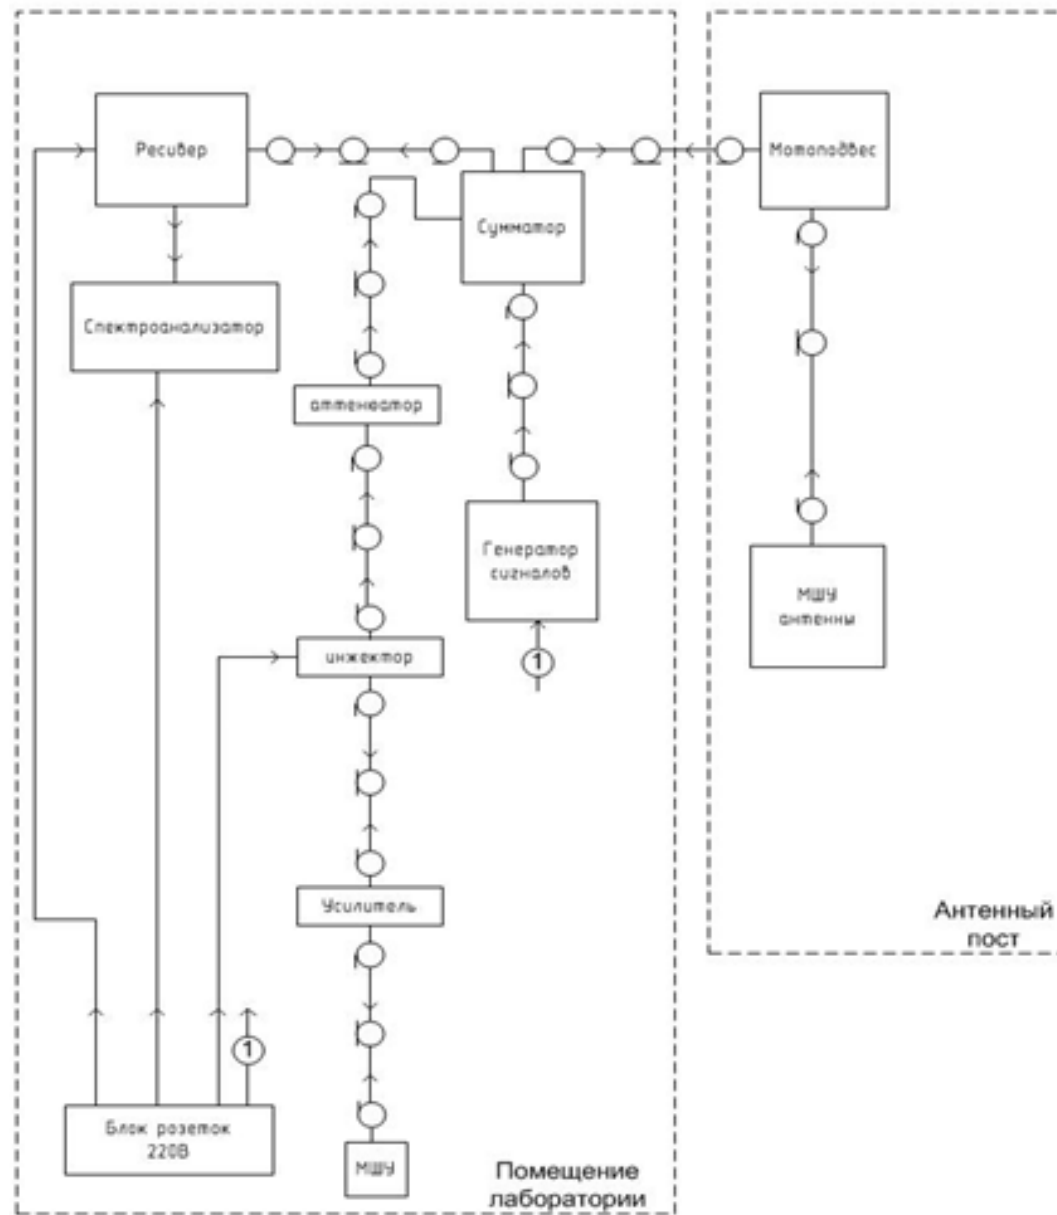 Ресивер
Мотоподвес
Сумматор
Спектроанализатор
аттенюатор
Генератор
сигналов
МШУ
антенны
инжектор
1
Усилитель
Антенный
пост
1
Блок розеток
220В
МШУ
Помещение
лаборатории